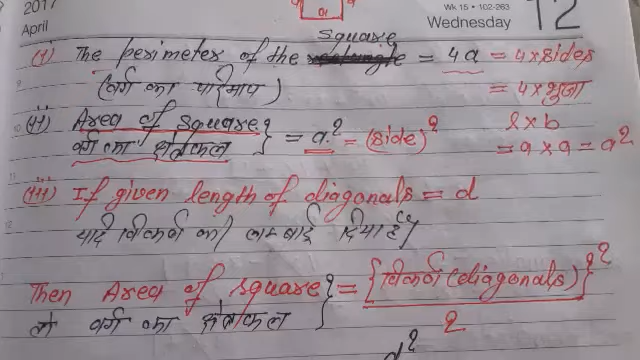 2017
April
a
Wk 15 • 102-263
Wednesday
12
square
(i) The perimeter of the rectangle = 4a = 4×sides
(वर्ग का परिमाप) = 4×भुजा
(ii) Area of square } = a² = (side)² l×b
वर्ग का क्षेत्रफल = a×a = a²
(iii) If given length of diagonals = d
यदि विकर्ण की लम्बाई दिया है
Then Area of square } = {विकर्ण (diagonals)}²
तो वर्ग का क्षेत्रफल 2
d²